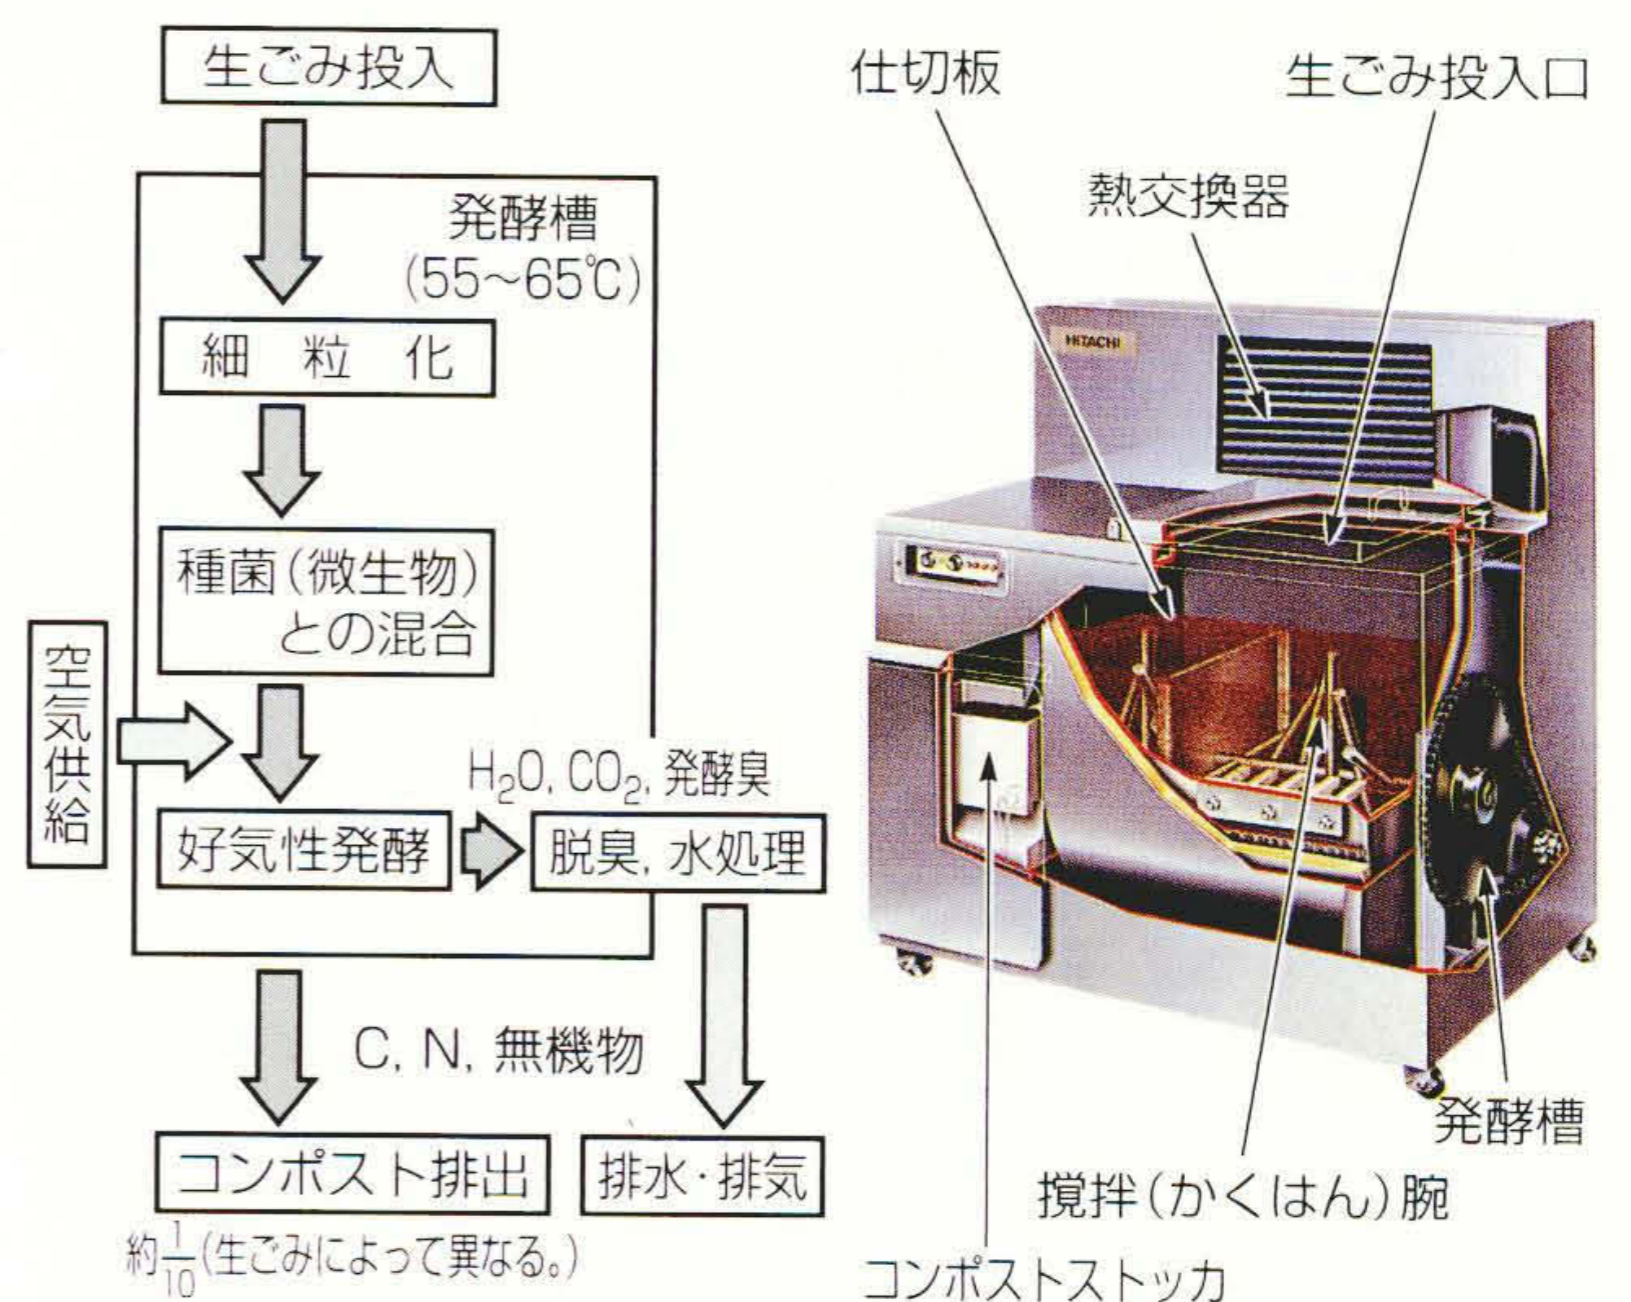 生ごみ投入
発酵槽
(55〜65℃)
細 粒 化
種菌(微生物)
との混合
空気供給
H₂O, CO₂, 発酵臭
好気性発酵
脱臭, 水処理
C, N, 無機物
コンポスト排出
排水・排気
約1/10(生ごみによって異なる。)
仕切板
生ごみ投入口
熱交換器
HITACHI
発酵槽
撹拌(かくはん)腕
コンポストストッカ